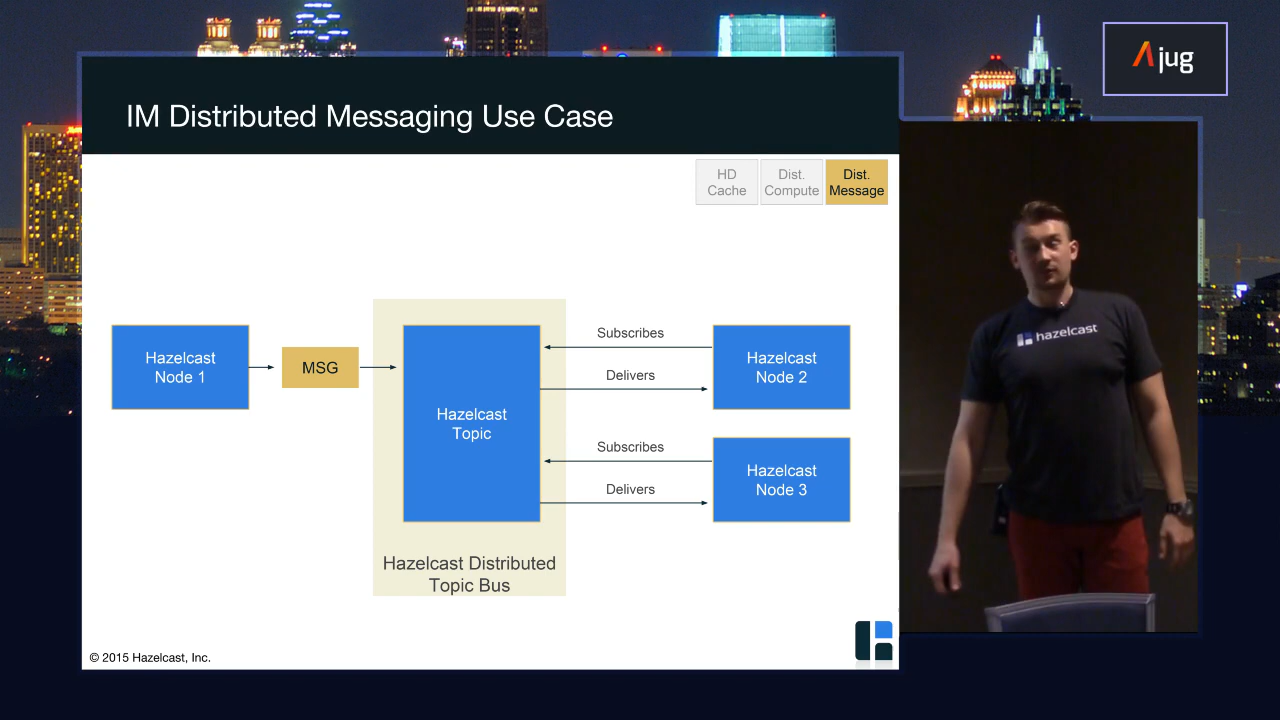 Ajug
IM Distributed Messaging Use Case
HD
Cache
Dist.
Compute
Dist.
Message
Hazelcast
Node 1
MSG
Hazelcast
Topic
Subscribes
Delivers
Hazelcast
Node 2
Subscribes
Delivers
Hazelcast
Node 3
Hazelcast Distributed
Topic Bus
© 2015 Hazelcast, Inc.
hazelcast